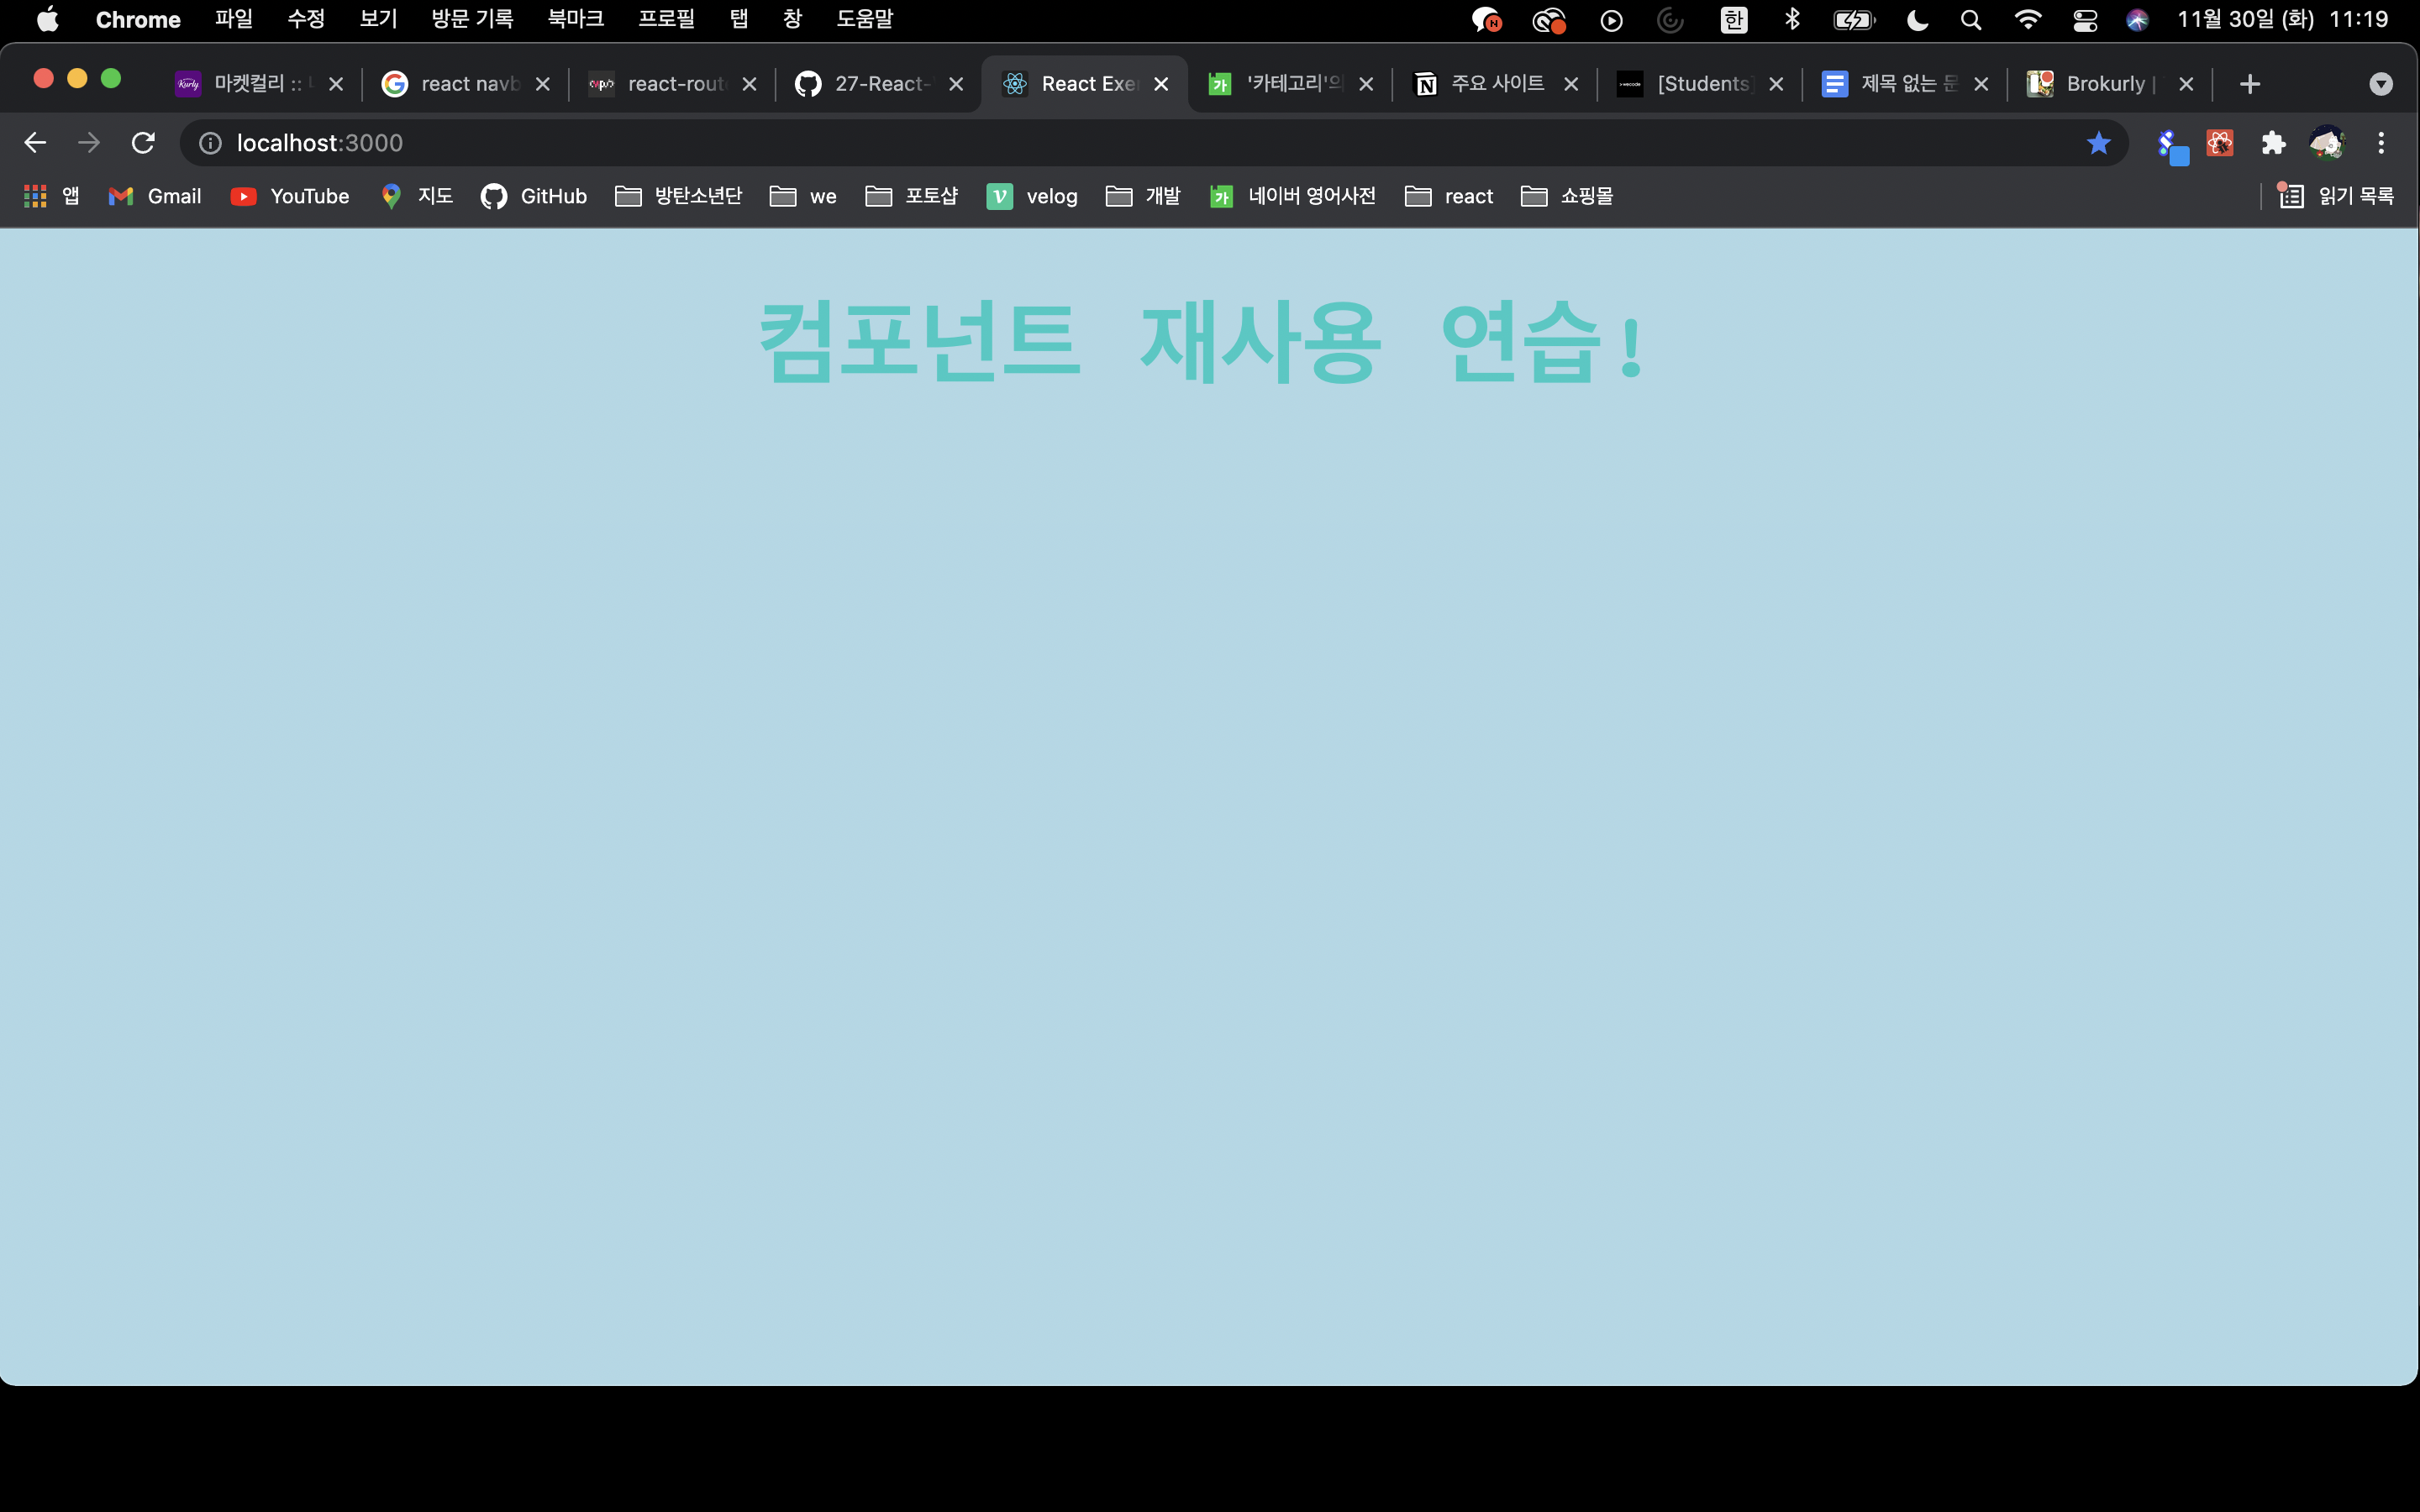 Chrome 파일 수정 보기 방문 기록 북마크 프로필 탭 창 도움말 한 11월 30일 (화) 11:19
마켓컬리 :: react navb react-rout 27-React- React Exe '카테고리'의 주요 사이트 [Students] 제목 없는 문 Brokurly |
localhost:3000
앱 Gmail YouTube 지도 GitHub 방탄소년단 we 포토샵 velog 개발 네이버 영어사전 react 쇼핑몰 읽기 목록
컴포넌트 재사용 연습!